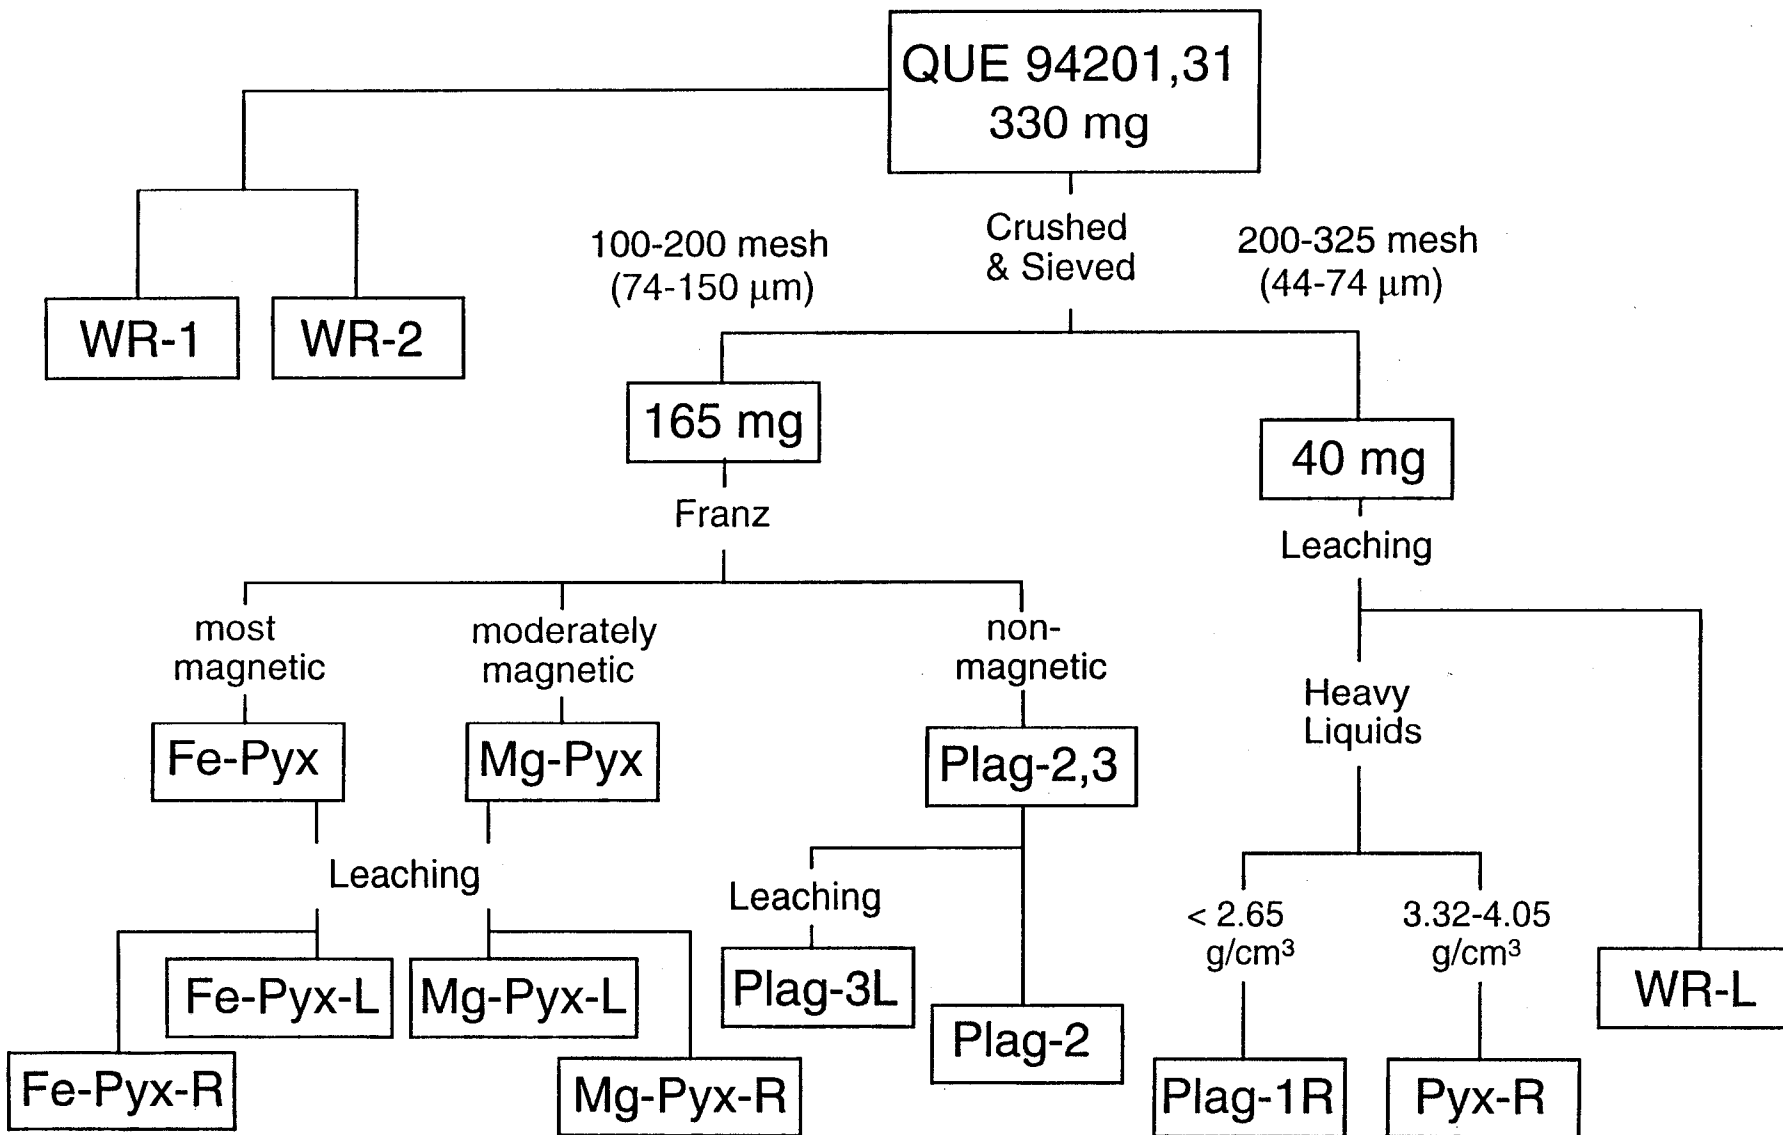 QUE 94201,31
330 mg
Crushed
& Sieved
100-200 mesh
(74-150 μm)
200-325 mesh
(44-74 μm)
WR-1
WR-2
165 mg
40 mg
Franz
Leaching
most
magnetic
moderately
magnetic
non-
magnetic
Heavy
Liquids
Fe-Pyx
Mg-Pyx
Plag-2,3
Leaching
Leaching
< 2.65
g/cm³
3.32-4.05
g/cm³
Fe-Pyx-L
Mg-Pyx-L
Plag-3L
WR-L
Plag-2
Fe-Pyx-R
Mg-Pyx-R
Plag-1R
Pyx-R